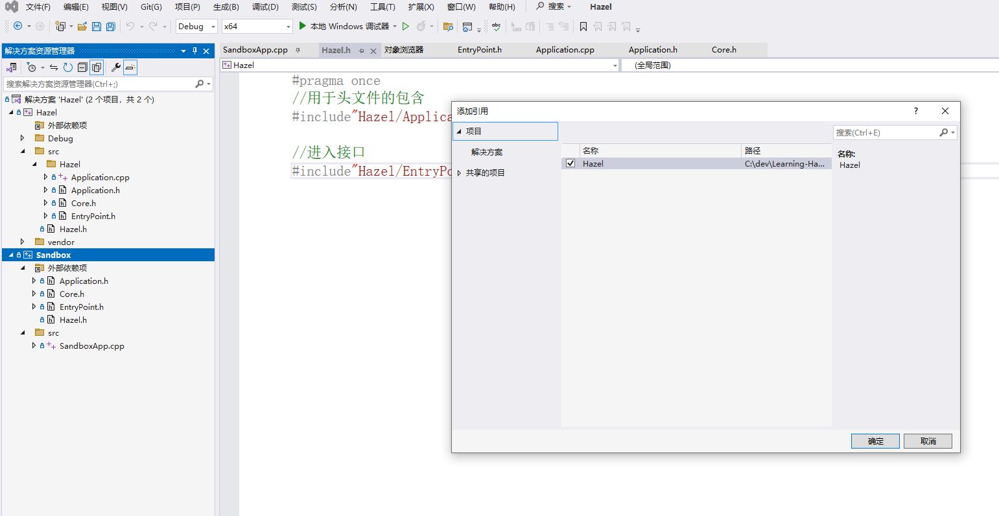 文件(F) 编辑(E) 视图(V) Git(G) 项目(P) 生成(B) 调试(D) 测试(S) 分析(N) 工具(T) 扩展(X) 窗口(W) 帮助(H) 搜索 Hazel
Debug x64 本地 Windows 调试器 abc
解决方案资源管理器
搜索解决方案资源管理器(Ctrl+;)
解决方案 'Hazel' (2 个项目，共 2 个)
Hazel
外部依赖项
Debug
src
Hazel
Application.cpp
Application.h
Core.h
EntryPoint.h
Hazel.h
vendor
Sandbox
外部依赖项
Application.h
Core.h
EntryPoint.h
Hazel.h
src
SandboxApp.cpp
SandboxApp.cpp Hazel.h 对象浏览器 EntryPoint.h Application.cpp Application.h Core.h
Hazel (全局范围)
#pragma once
//用于头文件的包含
#include"Hazel/Applica
//进入接口
#include"Hazel/EntryPo
添加引用 ?
项目
解决方案
共享的项目
搜索(Ctrl+E)
名称 路径
Hazel C:\dev\Learning-Ha...
名称:
Hazel
确定 取消